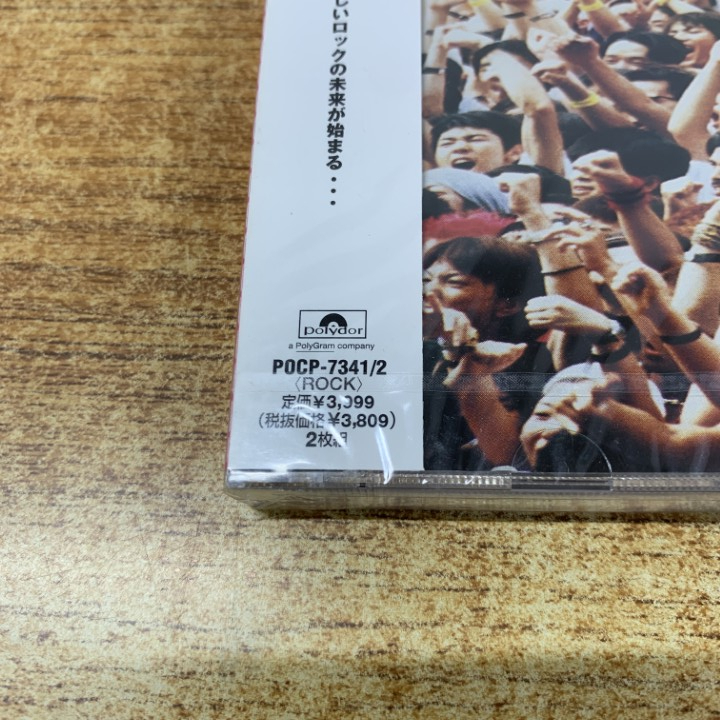 しいロックの未来が始まる・・・
polydor
a PolyGram company
POCP-7341/2
〈ROCK〉
定価¥3,999
(税抜価格¥3,809)
2枚組